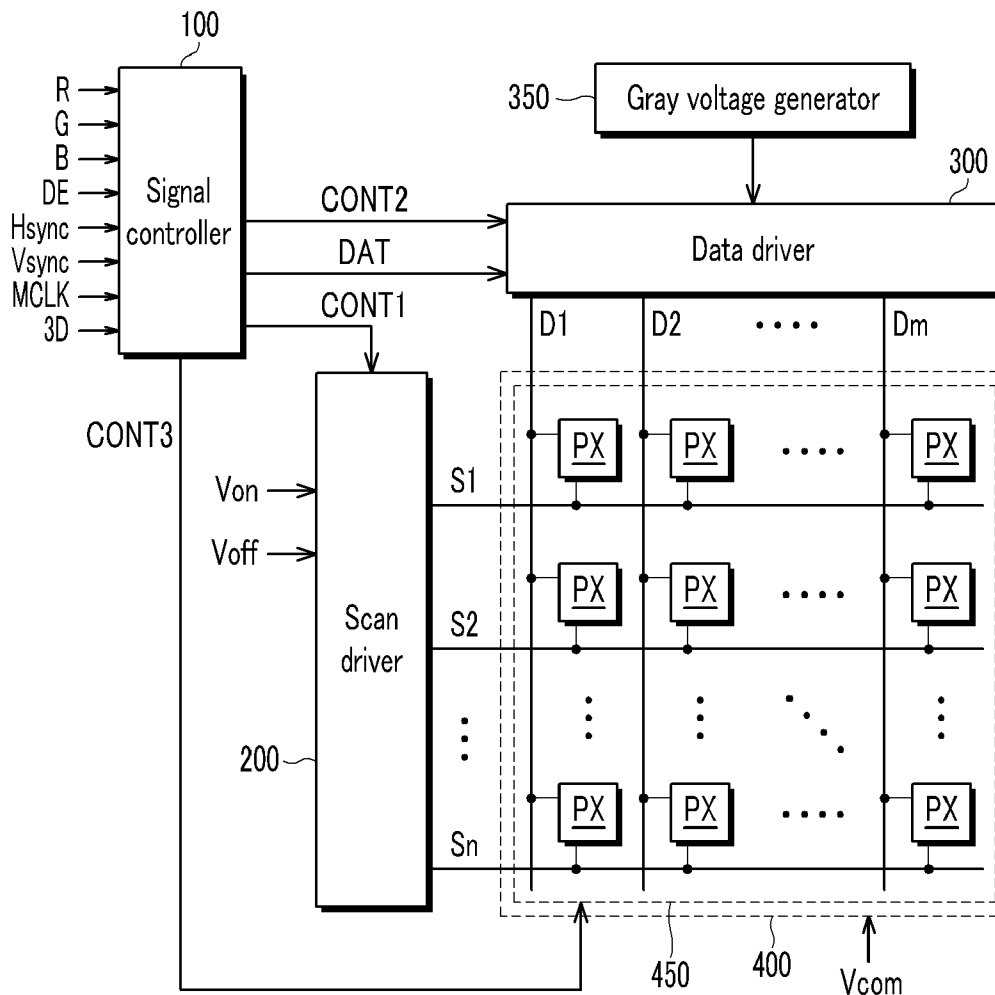 100
R
G
B
DE
Hsync
Vsync
MCLK
3D
Signal
controller
350
Gray voltage generator
300
CONT2
DAT
CONT1
CONT3
Data driver
D1
D2
....
Dm
Von
Voff
Scan
driver
200
S1
PX
PX
....
PX
S2
PX
PX
....
PX
Sn
PX
PX
....
PX
450
400
Vcom